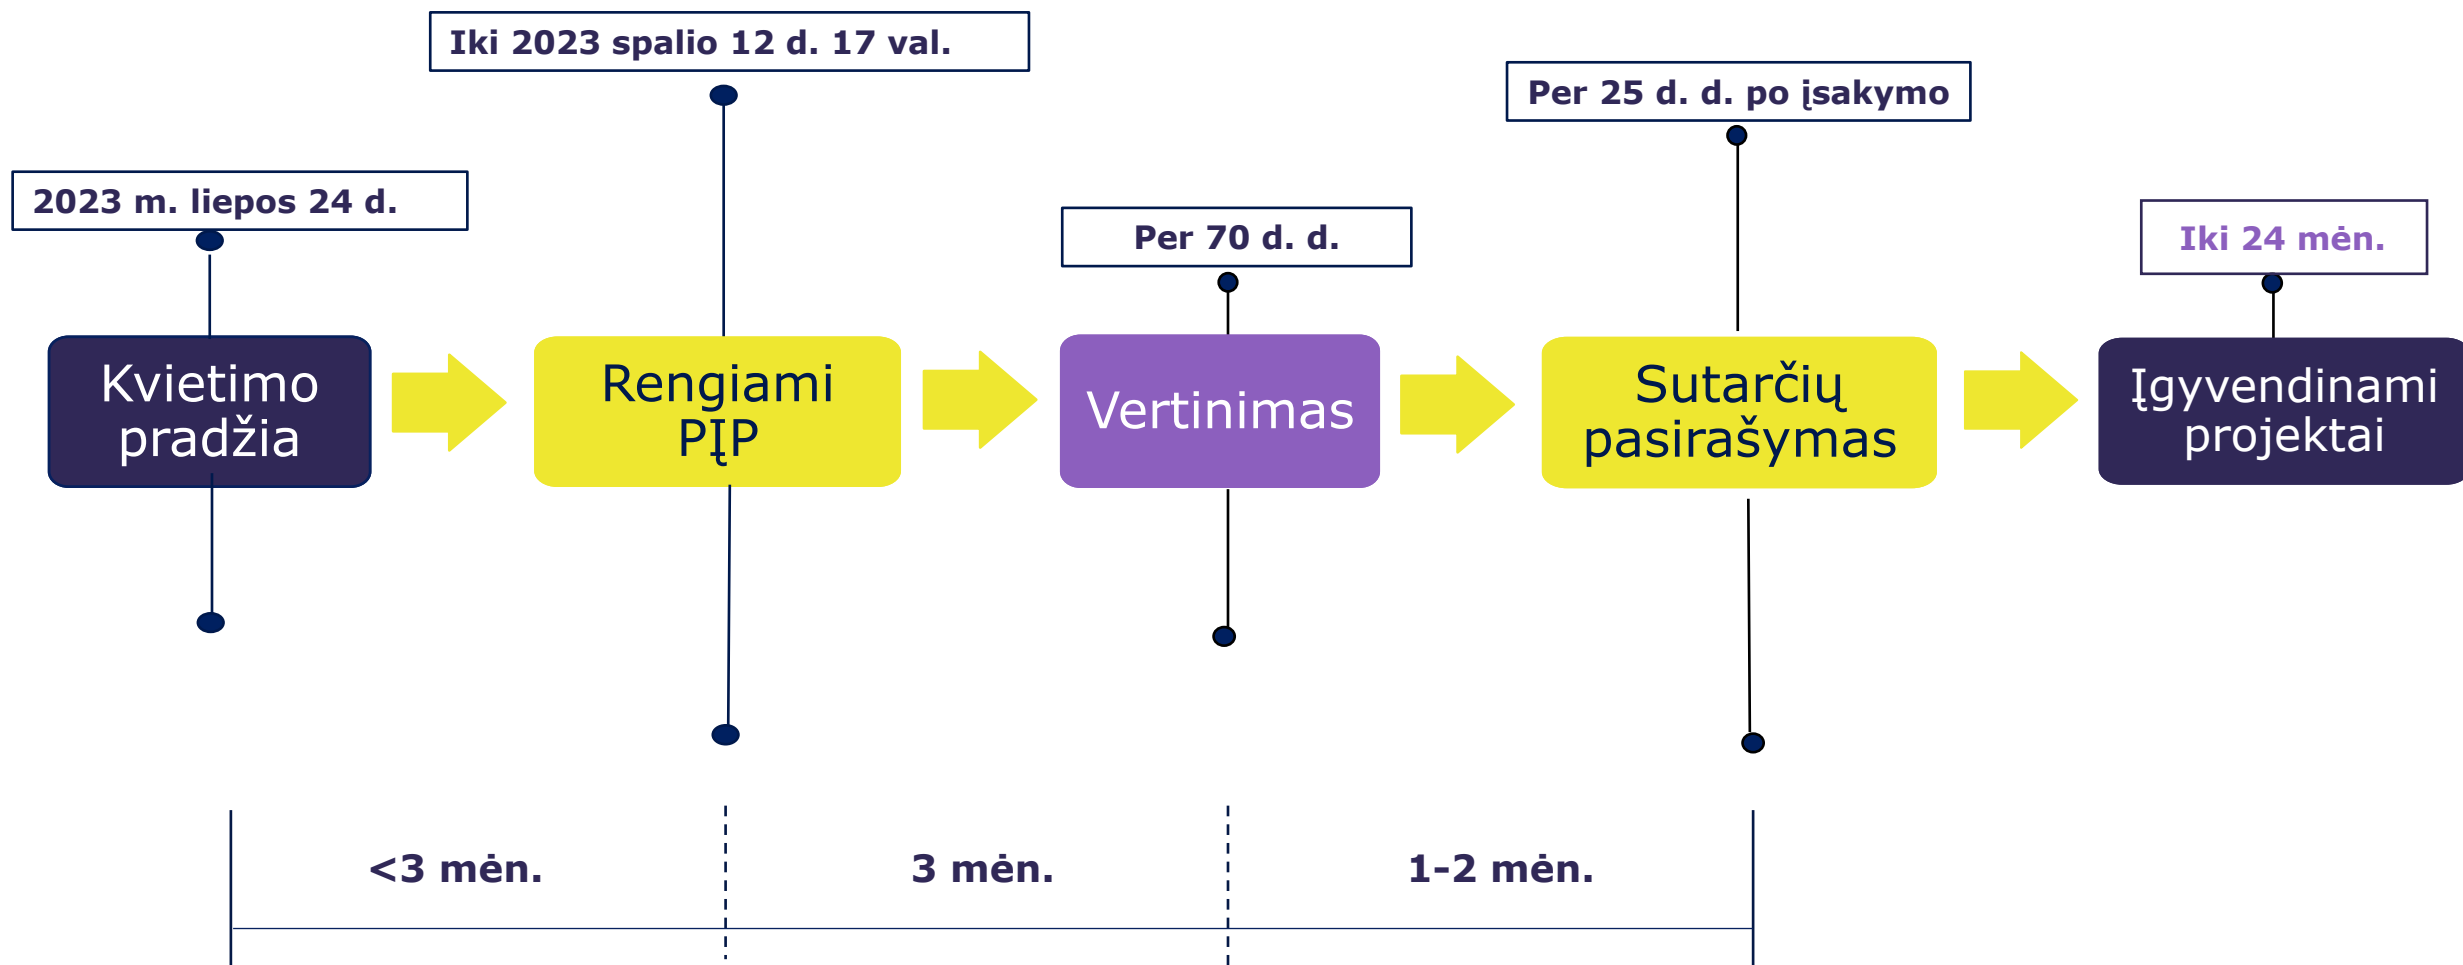 Iki 2023 spalio 12 d. 17 val.
Per 25 d. d. po įsakymo
2023 m. liepos 24 d.
Per 70 d. d.
Iki 24 mėn.
Kvietimo
pradžia
Rengiami
PĮP
Vertinimas
Sutarčių
pasirašymas
Įgyvendinami
projektai
<3 mėn.
3 mėn.
1-2 mėn.